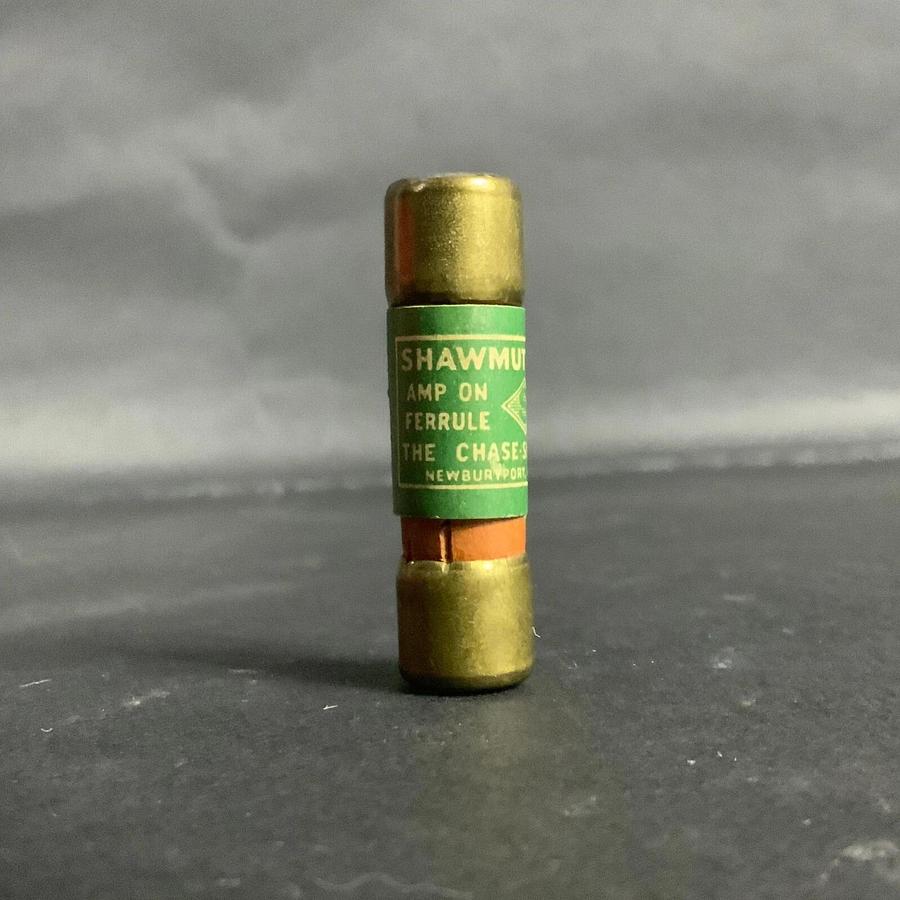 SHAWMUT
AMP ON
FERRULE
THE CHASE-S
NEWBURYPORT,